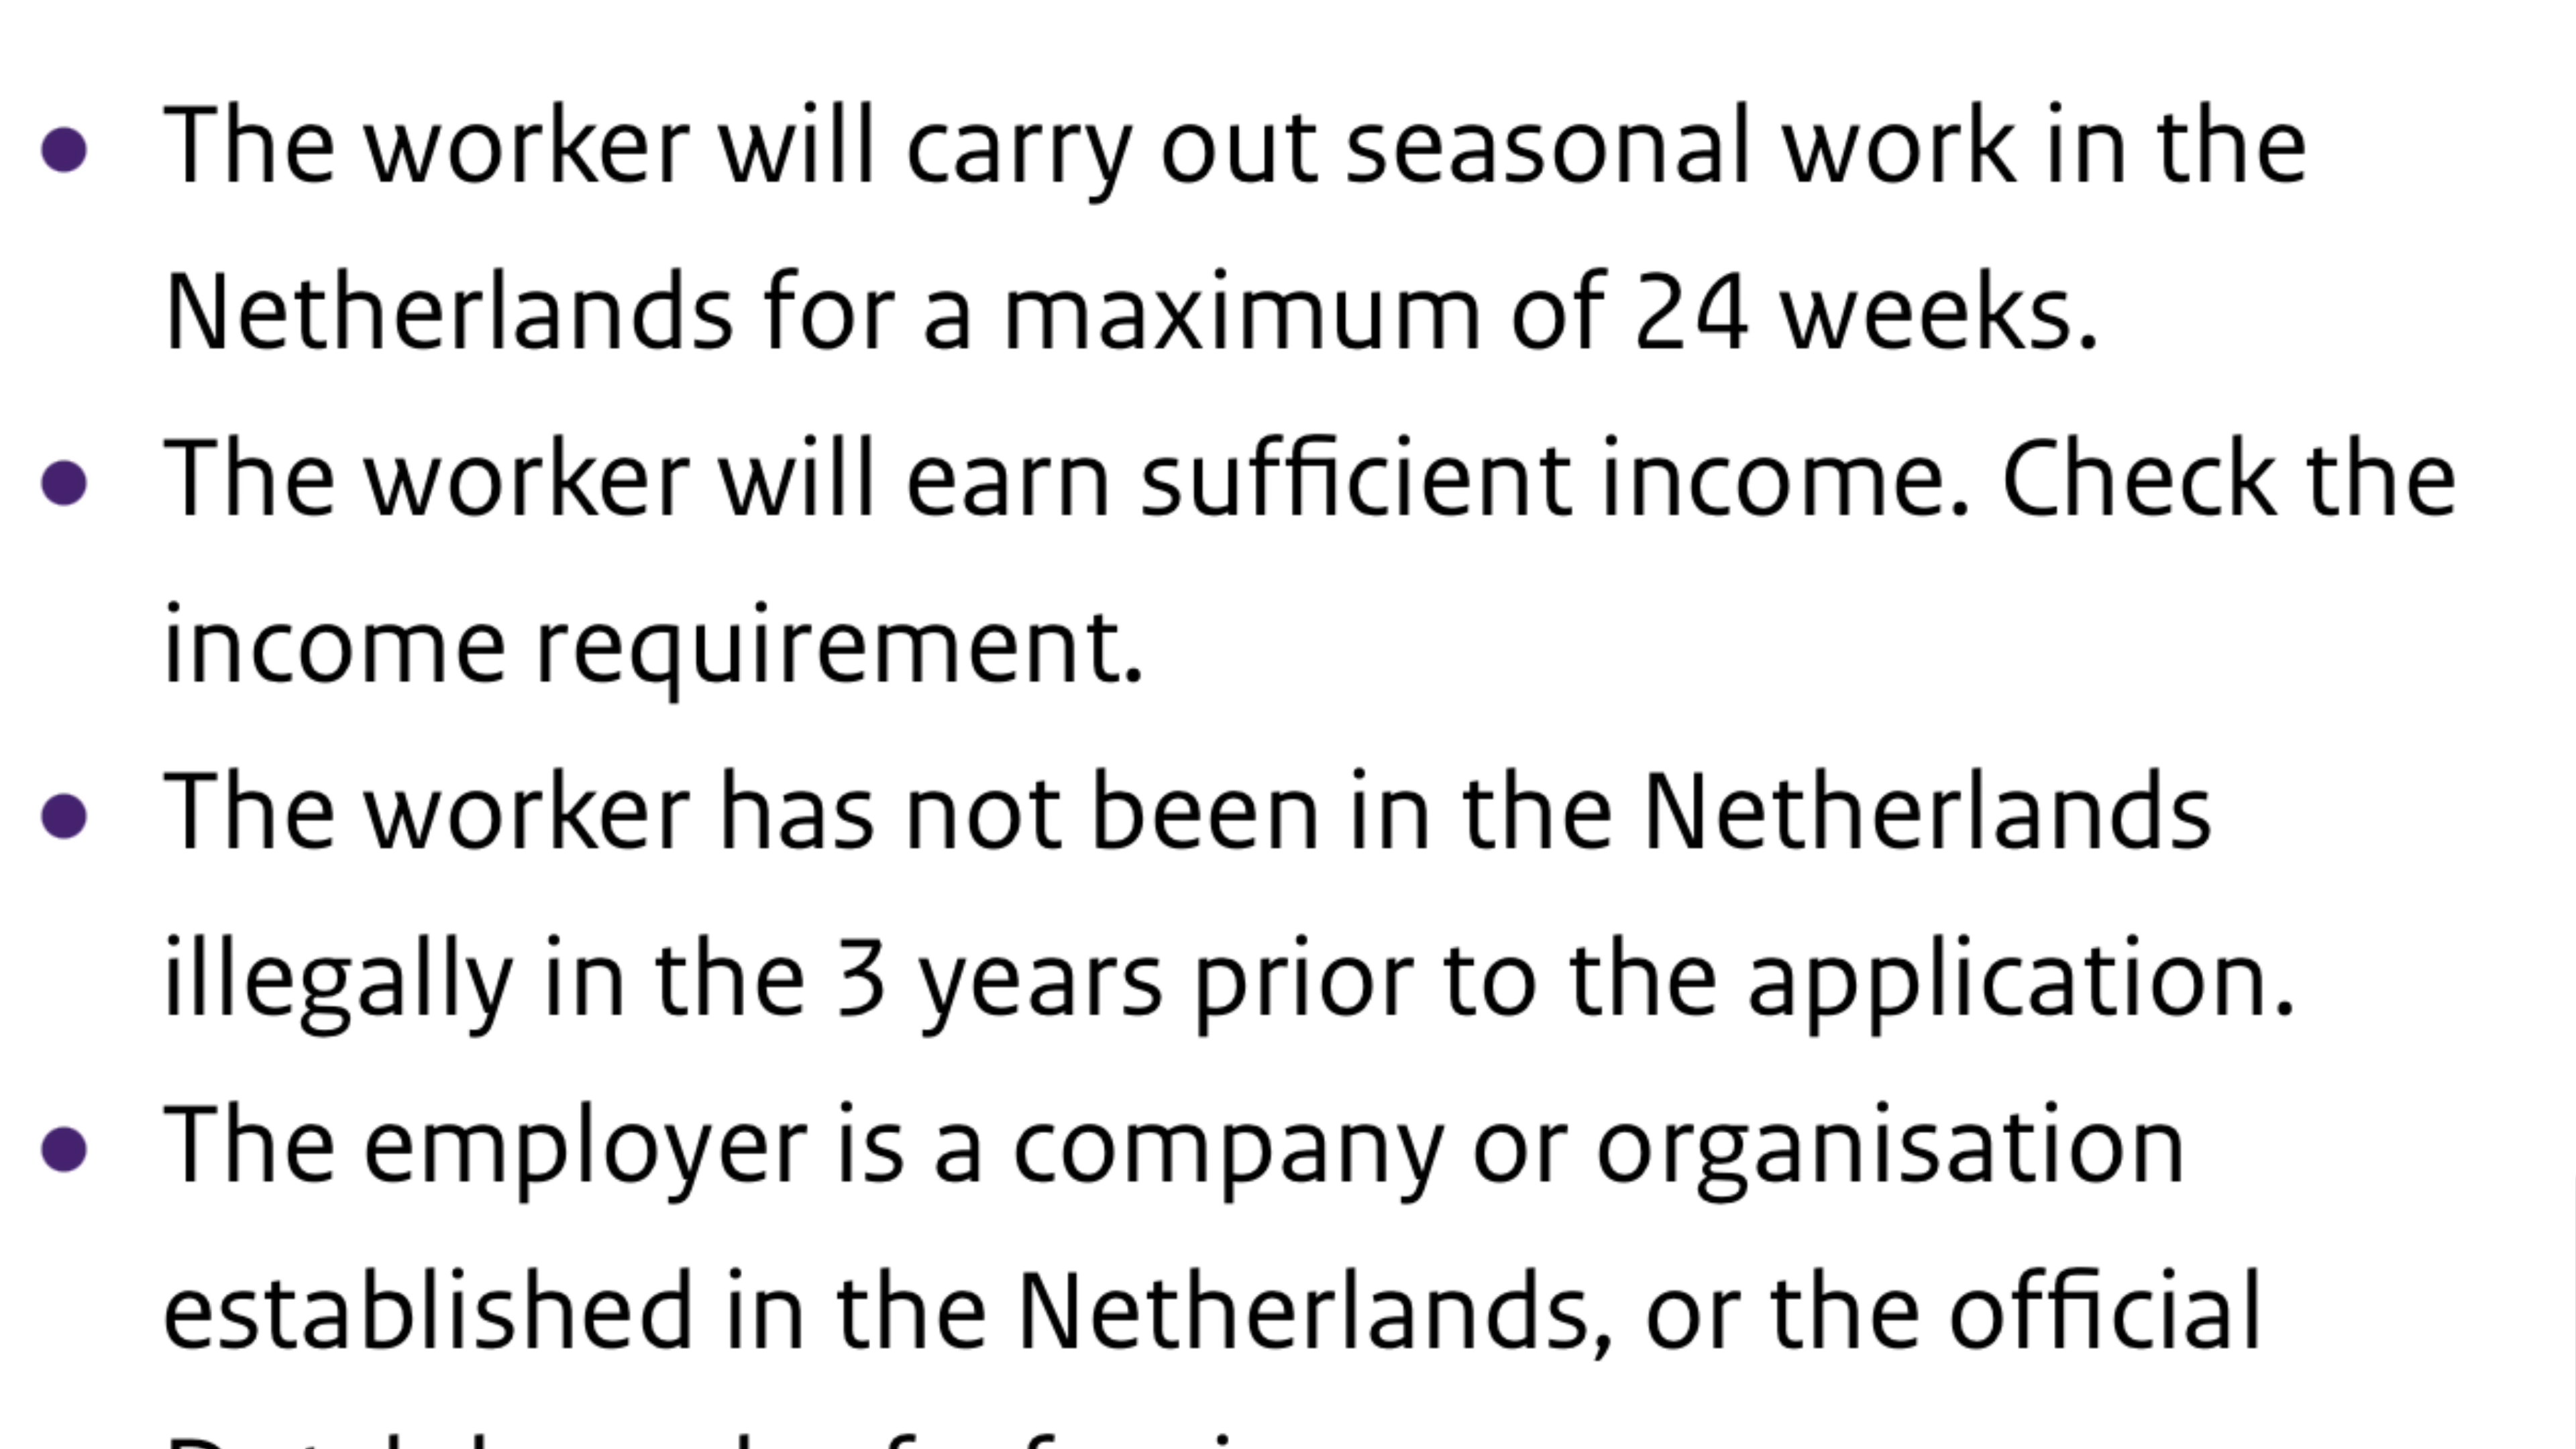 The worker will carry out seasonal work in the
Netherlands for a maximum of 24 weeks.
The worker will earn sufficient income. Check the
income requirement.
The worker has not been in the Netherlands
illegally in the 3 years prior to the application.
The employer is a company or organisation
established in the Netherlands, or the official